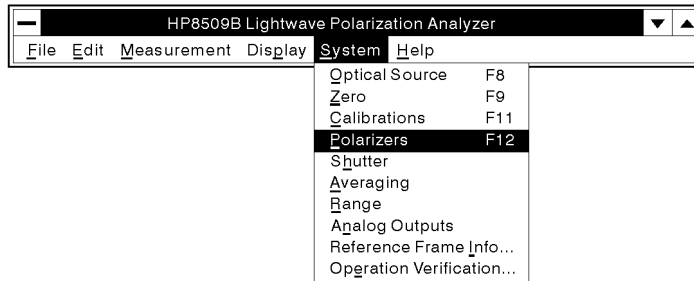 HP8509B Lightwave Polarization Analyzer
File Edit Measurement Display System Help
Optical Source F8
Zero F9
Calibrations F11
Polarizers F12
Shutter
Averaging
Range
Analog Outputs
Reference Frame Info...
Operation Verification...